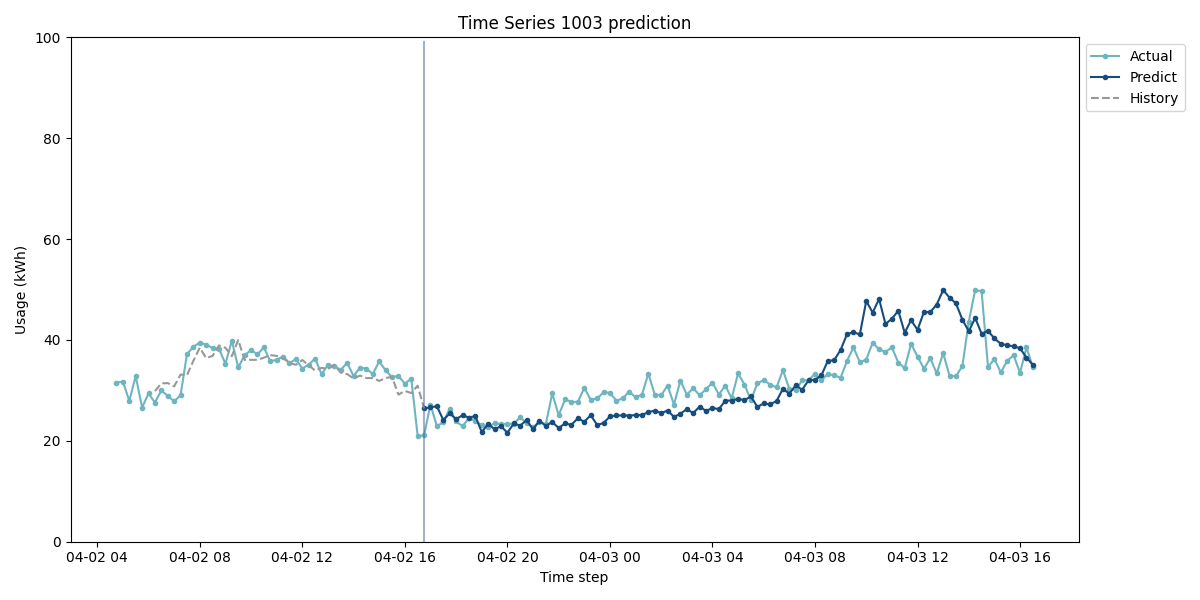 Time Series 1003 prediction
Actual
Predict
History
Usage (kWh)
100
80
60
40
20
0
04-02 04 04-02 08 04-02 12 04-02 16 04-02 20 04-03 00 04-03 04 04-03 08 04-03 12 04-03 16
Time step